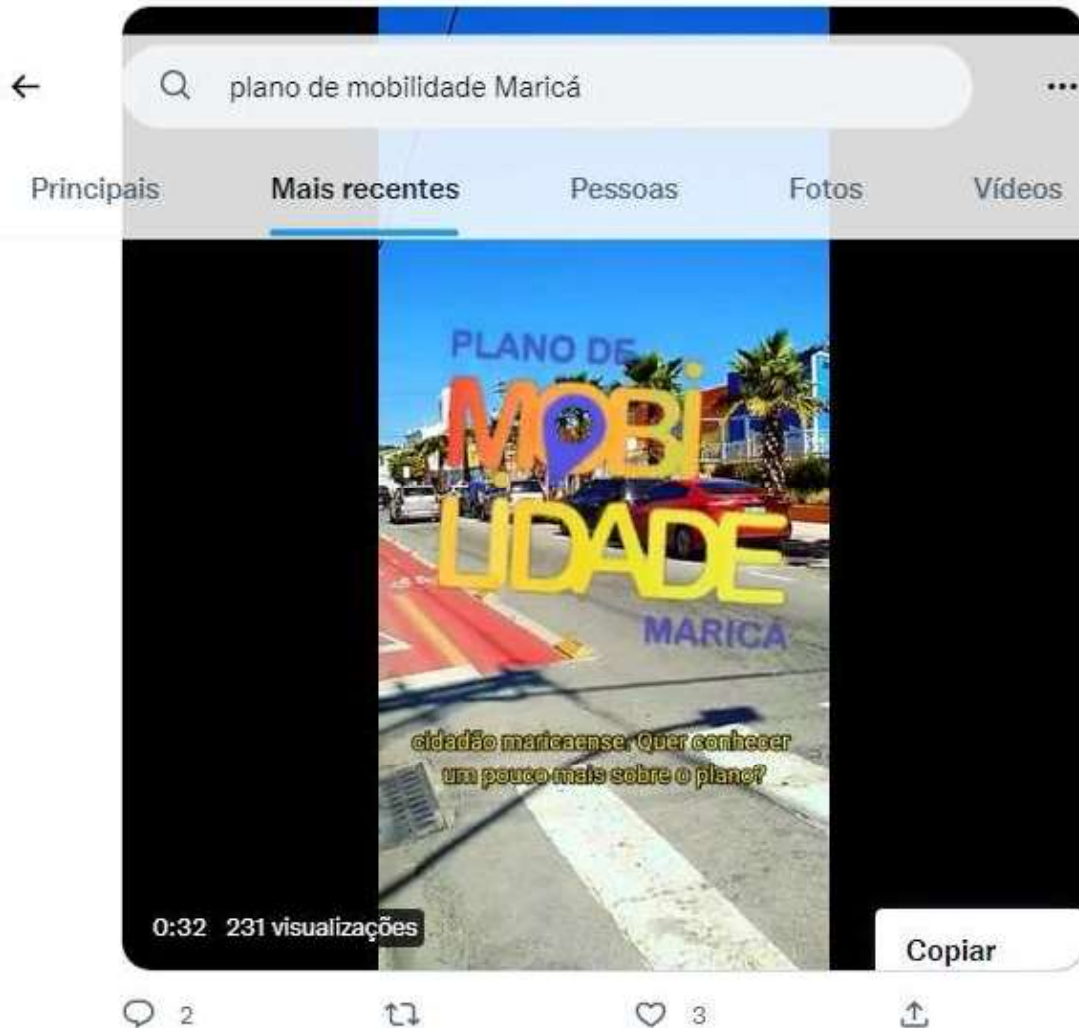 plano de mobilidade Maricá
Principais Mais recentes Pessoas Fotos Vídeos
PLANO DE
MOBI
LIDADE
MARICA
cidadão maricaense. Quer conhecer
um pouco mais sobre o plano?
0:32 231 visualizações
Copiar
2 3